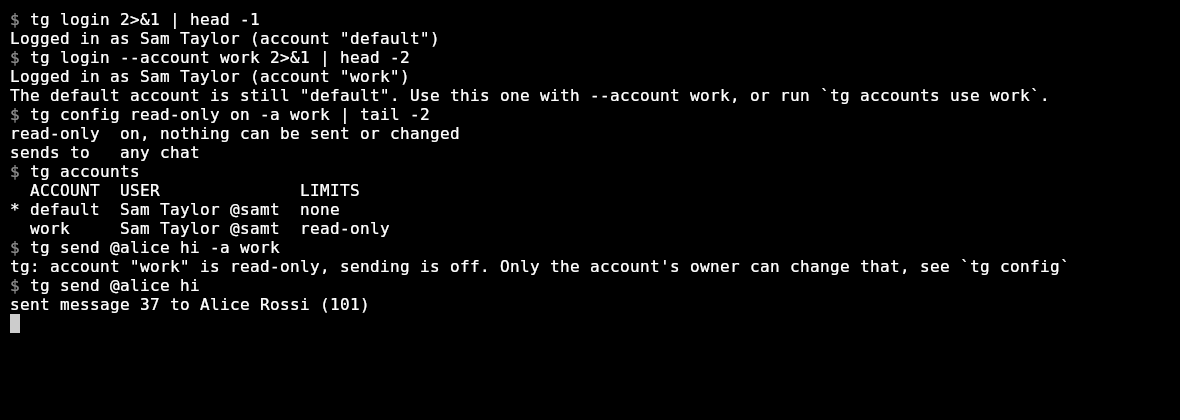 $ tg login 2>&1 | head -1
Logged in as Sam Taylor (account "default")
$ tg login --account work 2>&1 | head -2
Logged in as Sam Taylor (account "work")
The default account is still "default". Use this one with --account work, or run `tg accounts use work`.
$ tg config read-only on -a work | tail -2
read-only  on, nothing can be sent or changed
sends to   any chat
$ tg accounts
  ACCOUNT  USER              LIMITS
* default  Sam Taylor @samt  none
  work     Sam Taylor @samt  read-only
$ tg send @alice hi -a work
tg: account "work" is read-only, sending is off. Only the account's owner can change that, see `tg config`
$ tg send @alice hi
sent message 37 to Alice Rossi (101)